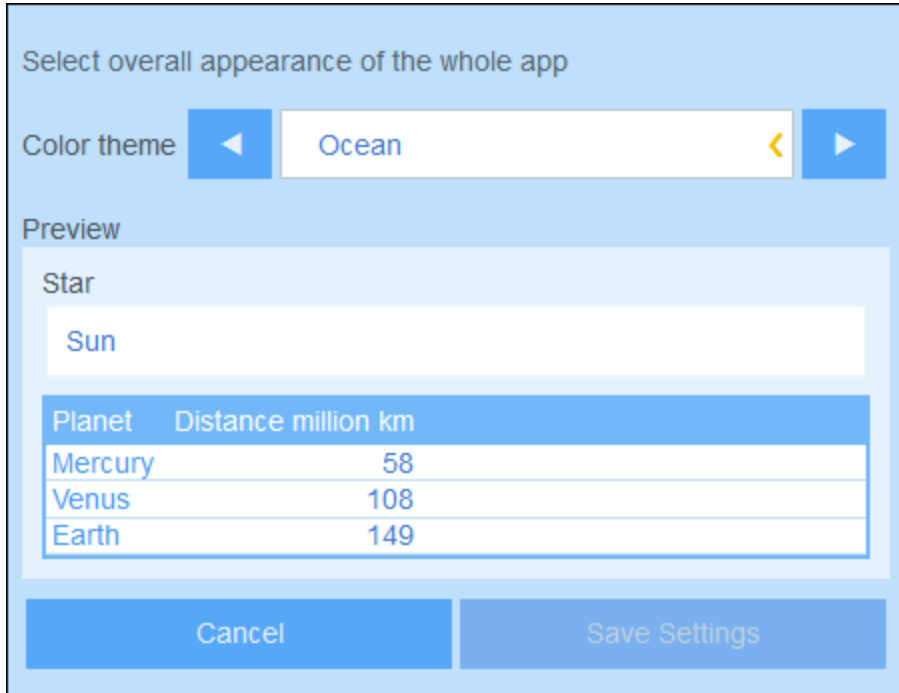 Select overall appearance of the whole app
Color theme
Ocean
Preview
Star
Sun
Planet Distance million km
Mercury 58
Venus 108
Earth 149
Cancel Save Settings